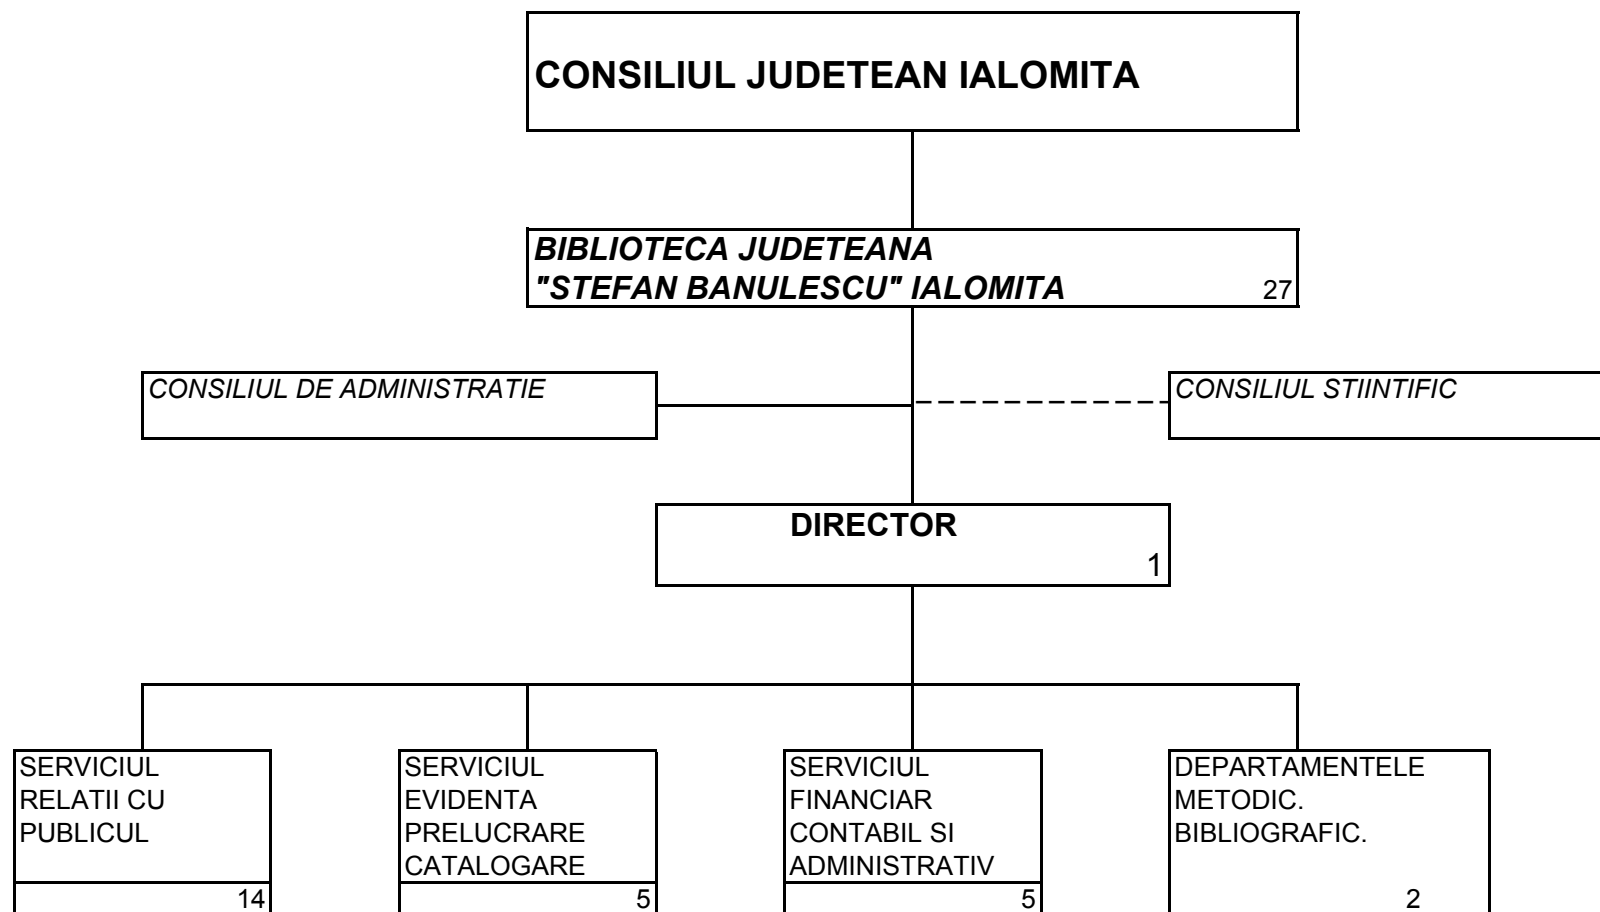 CONSILIUL JUDETEAN IALOMITA
BIBLIOTECA JUDETEANA
"STEFAN BANULESCU" IALOMITA 27
CONSILIUL DE ADMINISTRATIE
CONSILIUL STIINTIFIC
DIRECTOR
1
SERVICIUL
RELATII CU
PUBLICUL
14
SERVICIUL
EVIDENTA
PRELUCRARE
CATALOGARE
5
SERVICIUL
FINANCIAR
CONTABIL SI
ADMINISTRATIV
5
DEPARTAMENTELE
METODIC.
BIBLIOGRAFIC.
2